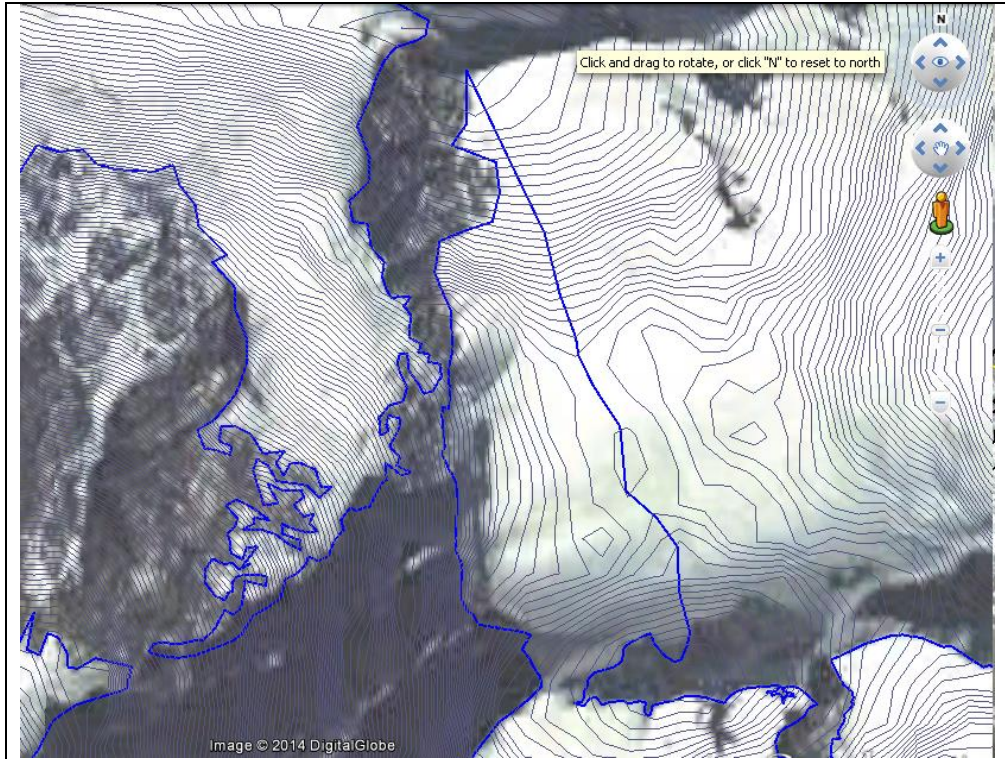 N
Click and drag to rotate, or click "N" to reset to north
Image © 2014 DigitalGlobe